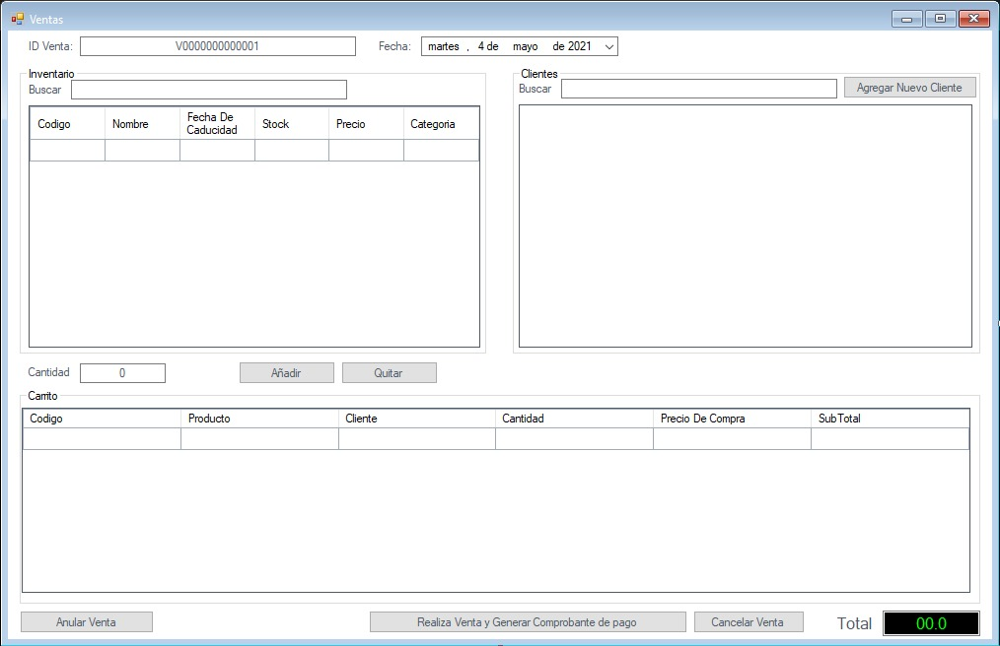 Ventas
ID Venta: V0000000000001 Fecha: martes , 4 de mayo de 2021
Inventario
Buscar
Clientes
Buscar Agregar Nuevo Cliente
Codigo Nombre Fecha De Caducidad Stock Precio Categoria
Cantidad 0 Añadir Quitar
Carrito
Codigo Producto Cliente Cantidad Precio De Compra SubTotal
Anular Venta Realiza Venta y Generar Comprobante de pago Cancelar Venta Total 00.0